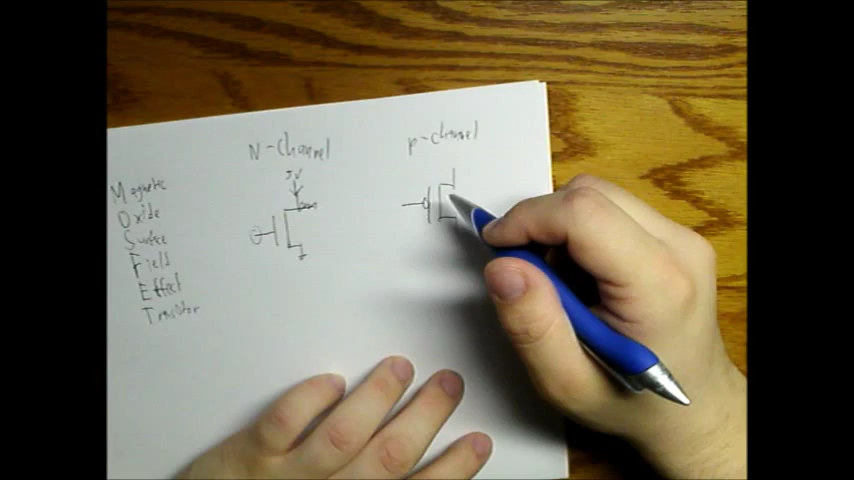 N-channel
P-channel
5V
Magnetic
Oxide
Surface
Field
Effect
Transistor